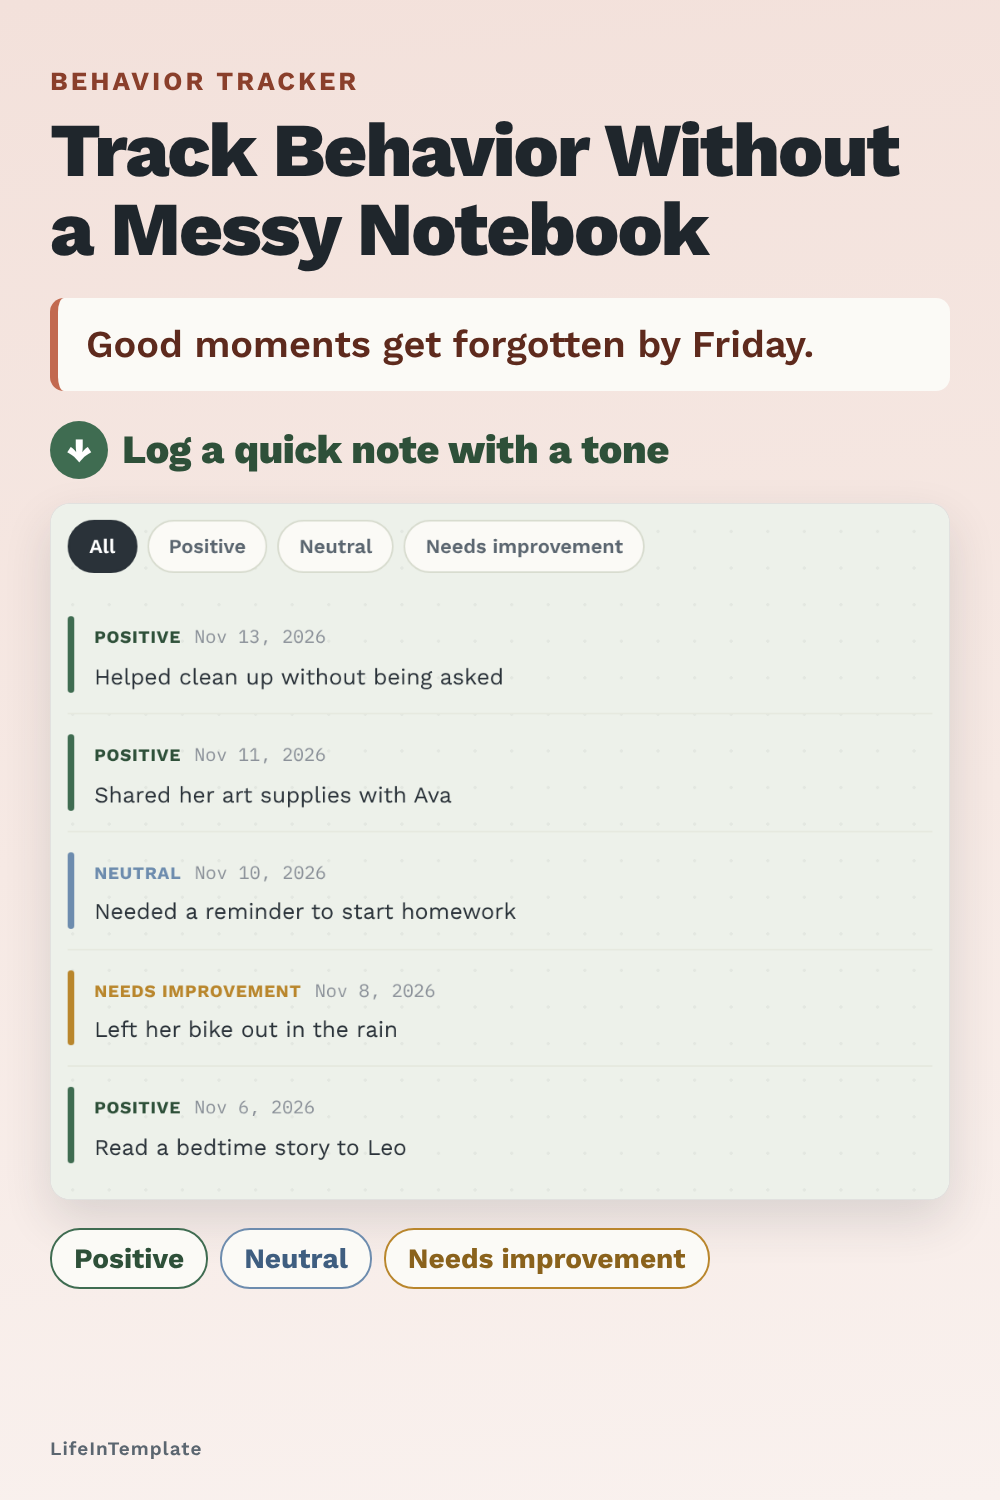 BEHAVIOR TRACKER
Track Behavior Without
a Messy Notebook
Good moments get forgotten by Friday.
Log a quick note with a tone
All Positive Neutral Needs improvement
POSITIVE Nov 13, 2026
Helped clean up without being asked
POSITIVE Nov 11, 2026
Shared her art supplies with Ava
NEUTRAL Nov 10, 2026
Needed a reminder to start homework
NEEDS IMPROVEMENT Nov 8, 2026
Left her bike out in the rain
POSITIVE Nov 6, 2026
Read a bedtime story to Leo
Positive Neutral Needs improvement
LifeInTemplate